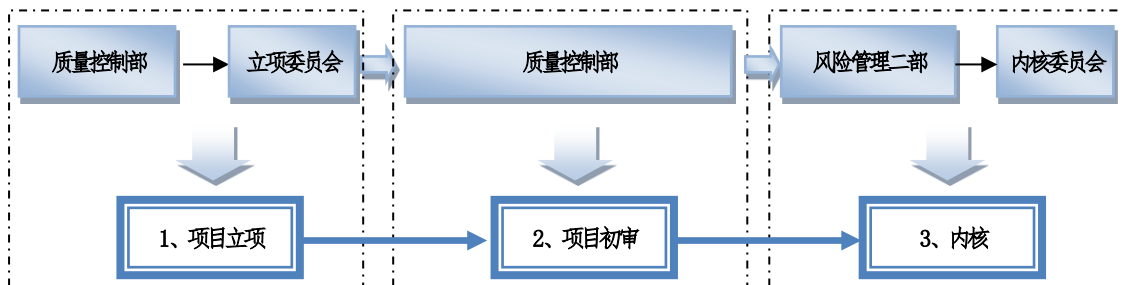 质量控制部
立项委员会
质量控制部
风险管理二部
内核委员会
1、项目立项
2、项目初审
3、内核